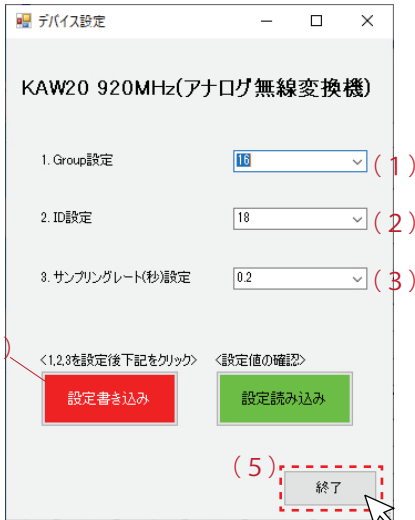 デバイス設定
KAW20 920MHz(アナログ無線変換機)
1. Group設定 16 (1)
2. ID設定 18 (2)
3. サンプリングレート(秒)設定 0.2 (3)
)
<1,2,3を設定後下記をクリック> <設定値の確認>
設定書き込み 設定読み込み
(5)
終了